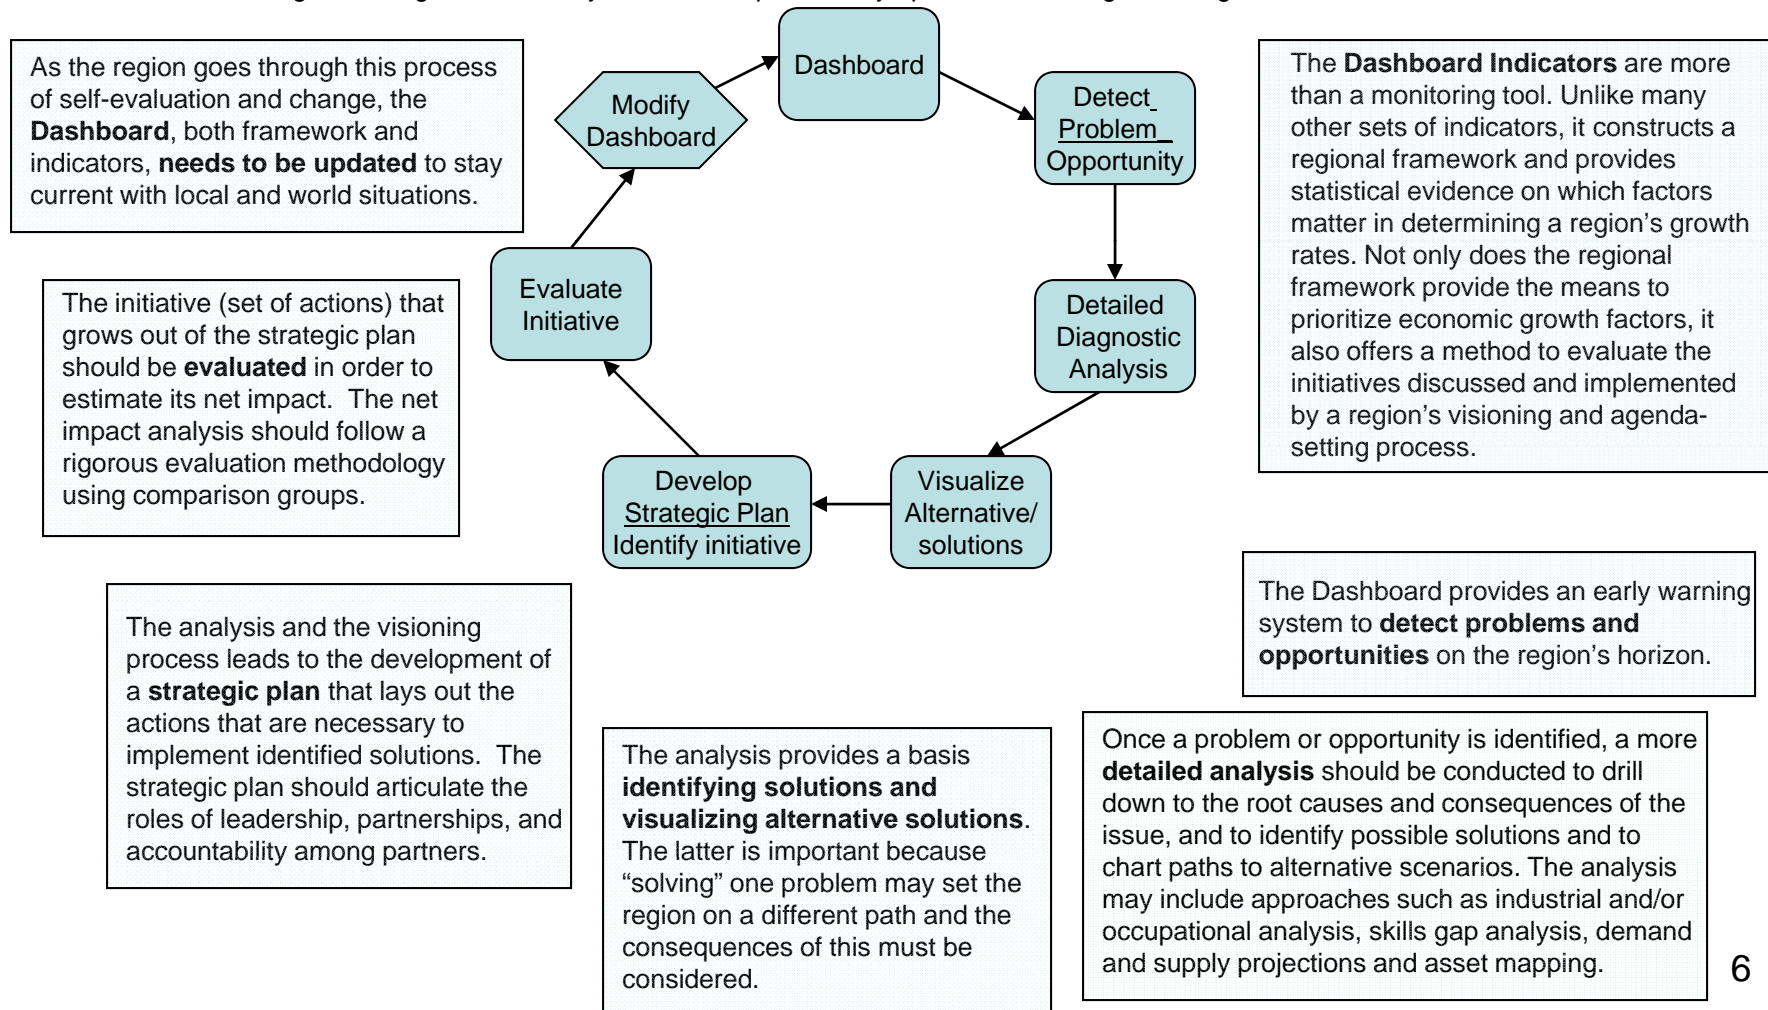 Dashboard
Modify
Dashboard
Detect
Problem
Opportunity
Detailed
Diagnostic
Analysis
Visualize
Alternative/
solutions
Develop
Strategic Plan
Identify initiative
Evaluate
Initiative
As the region goes through this process
of self-evaluation and change, the
Dashboard, both framework and
indicators, needs to be updated to stay
current with local and world situations.
The initiative (set of actions) that
grows out of the strategic plan
should be evaluated in order to
estimate its net impact.  The net
impact analysis should follow a
rigorous evaluation methodology
using comparison groups.
The analysis and the visioning
process leads to the development of
a strategic plan that lays out the
actions that are necessary to
implement identified solutions.  The
strategic plan should articulate the
roles of leadership, partnerships, and
accountability among partners.
The analysis provides a basis
identifying solutions and
visualizing alternative solutions.
The latter is important because
“solving” one problem may set the
region on a different path and the
consequences of this must be
considered.
The Dashboard Indicators are more
than a monitoring tool. Unlike many
other sets of indicators, it constructs a
regional framework and provides
statistical evidence on which factors
matter in determining a region’s growth
rates. Not only does the regional
framework provide the means to
prioritize economic growth factors, it
also offers a method to evaluate the
initiatives discussed and implemented
by a region’s visioning and agenda-
setting process.
The Dashboard provides an early warning
system to detect problems and
opportunities on the region’s horizon.
Once a problem or opportunity is identified, a more
detailed analysis should be conducted to drill
down to the root causes and consequences of the
issue, and to identify possible solutions and to
chart paths to alternative scenarios. The analysis
may include approaches such as industrial and/or
occupational analysis, skills gap analysis, demand
and supply projections and asset mapping.
6